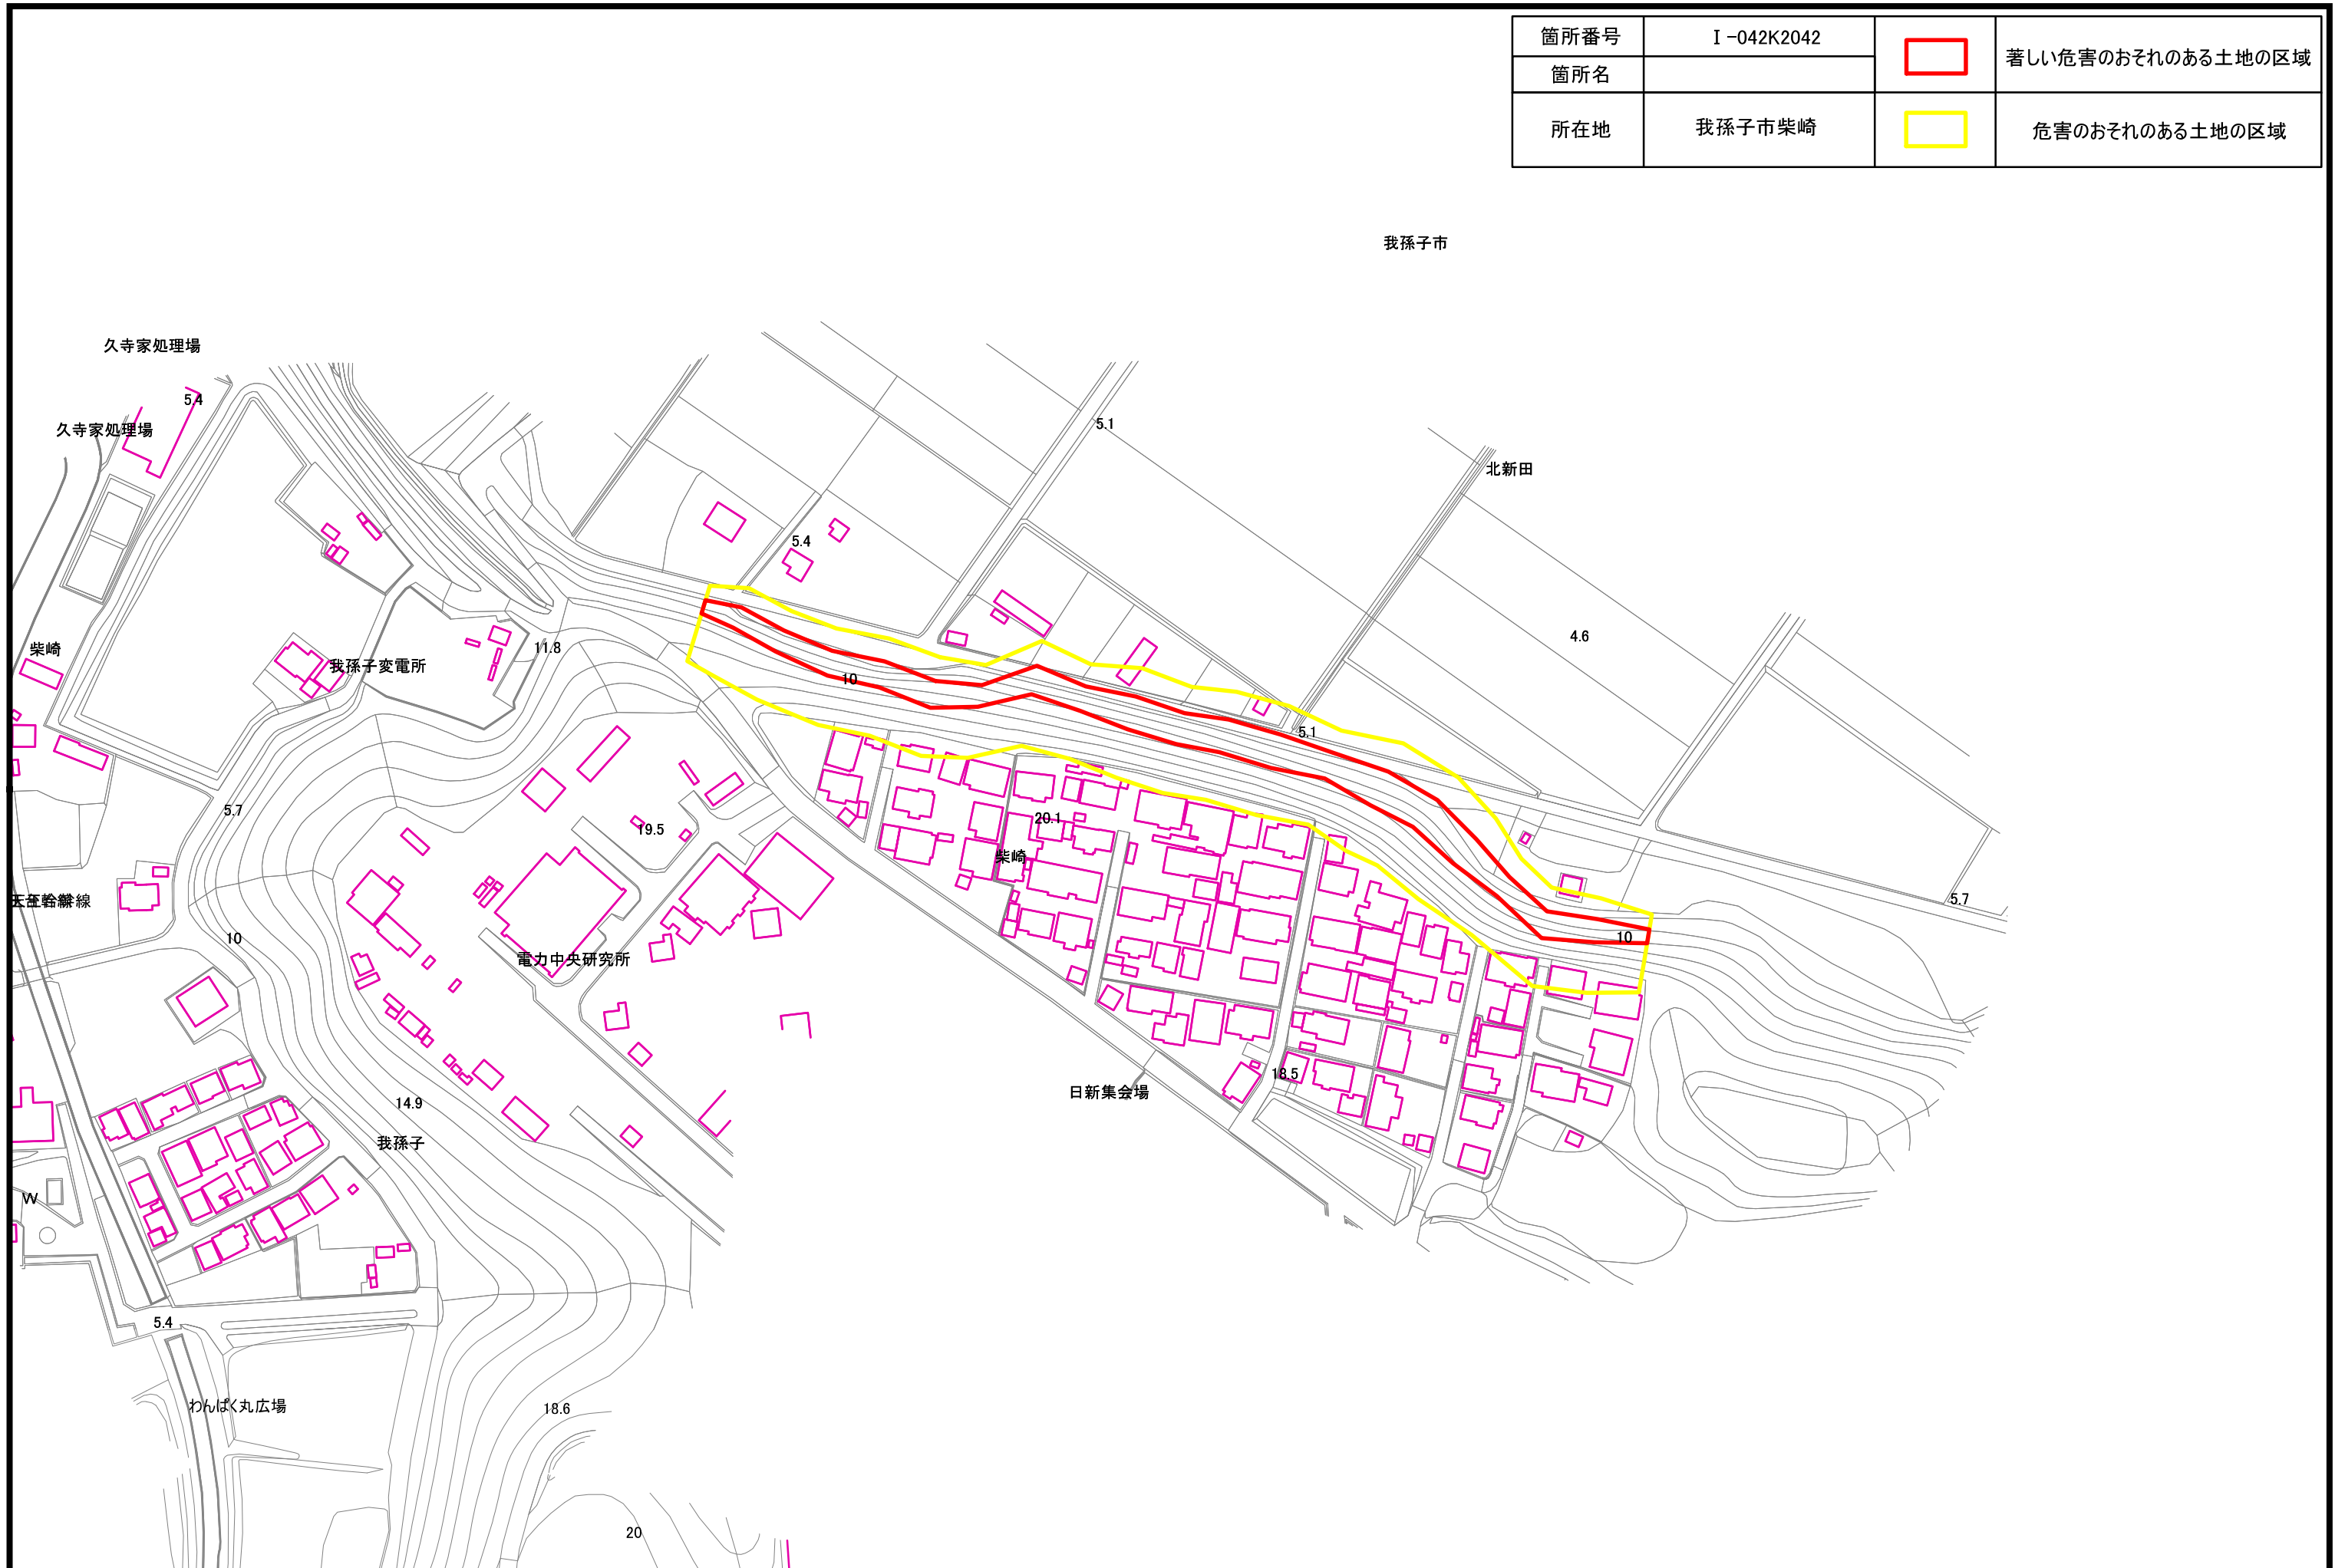 箇所番号 Ⅰ-042K2042
著しい危害のおそれのある土地の区域
箇所名
所在地 我孫子市柴崎
危害のおそれのある土地の区域
我孫子市
久寺家処理場
5.4
久寺家処理場
5.1
北新田
5.4
4.6
柴崎
我孫子変電所
11.8
10
5.1
5.7
19.5
20.1
柴崎
5.7
10
10
電力中央研究所
18.5
日新集会場
14.9
我孫子
W
5.4
わんぱく丸広場
18.6
20